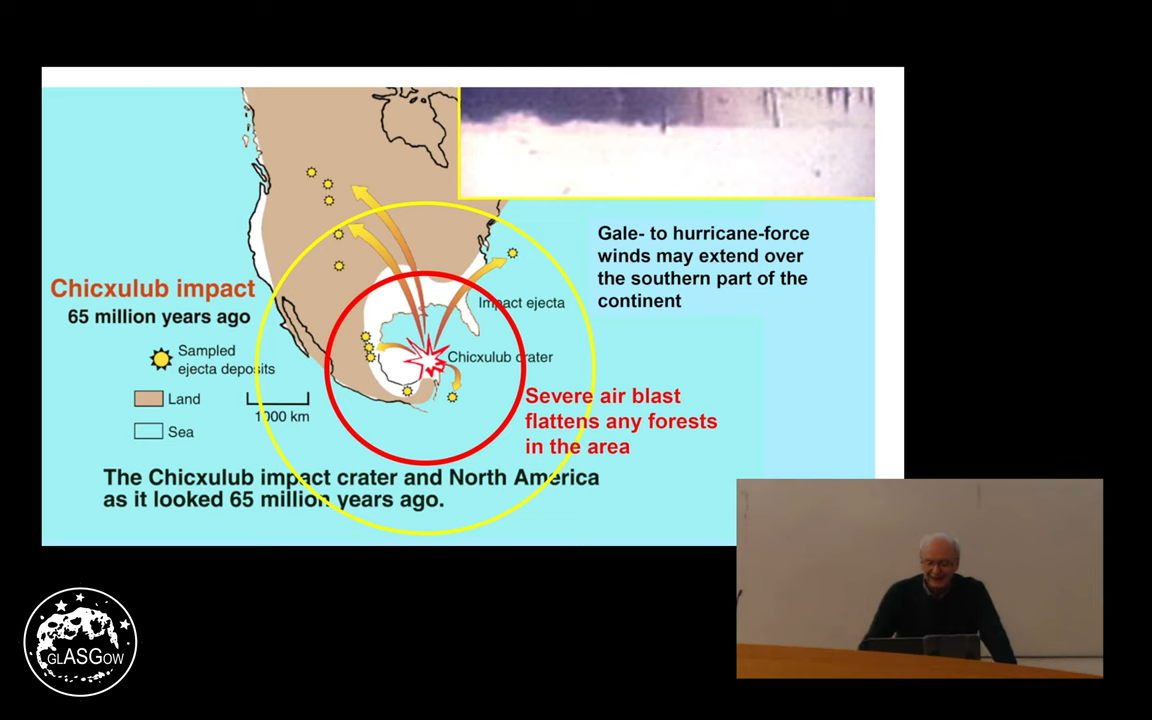 Gale- to hurricane-force
winds may extend over
the southern part of the
continent
Chicxulub impact
65 million years ago
Impact ejecta
Sampled
ejecta deposits
Chicxulub crater
Land
1000 km
Sea
Severe air blast
flattens any forests
in the area
The Chicxulub impact crater and North America
as it looked 65 million years ago.
GLASGOW